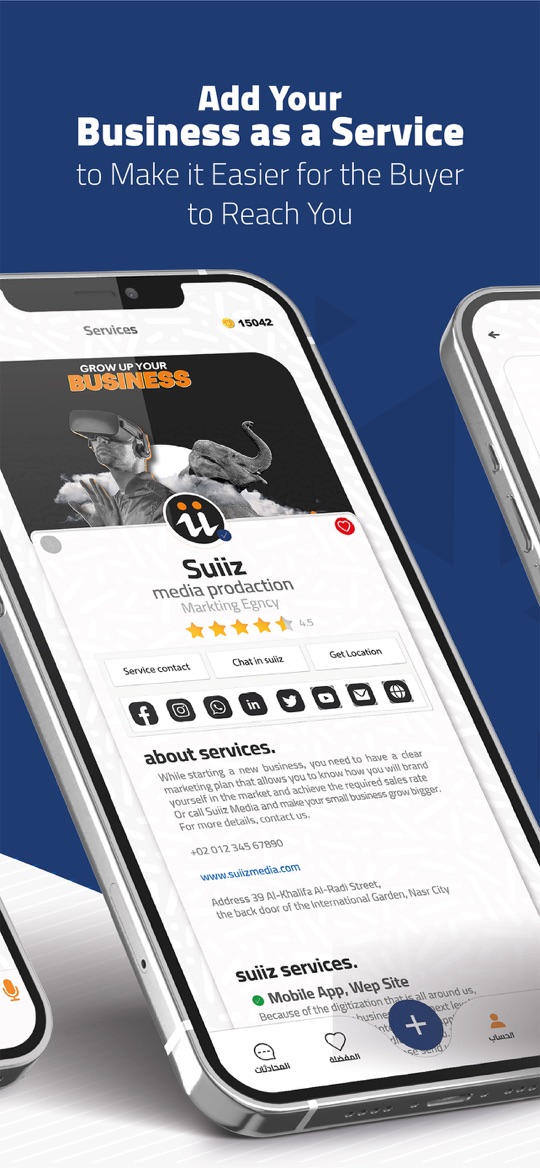 Add Your
Business as a Service
to Make it Easier for the Buyer
to Reach You
Services
15042
GROW UP YOUR
BUSINESS
Suiiz
media prodaction
Markting Egncy
4.5
Service contact
Chat in suiiz
Get Location
about services.
While starting a new business, you need to have a clear
marketing plan that allows you to know how you will brand
yourself in the market and achieve the required sales rate
Or call Suiiz Media and make your small business grow bigger.
For more details, contact us.
+02 012 345 67890
www.suiizmedia.com
Address 39 Al-Khalifa Al-Radi Street,
the back door of the International Garden, Nasr City
suiiz services.
Mobile App, Wep Site
Because of the digitization that is all around us,
المحادثات
المفضلة
الحساب